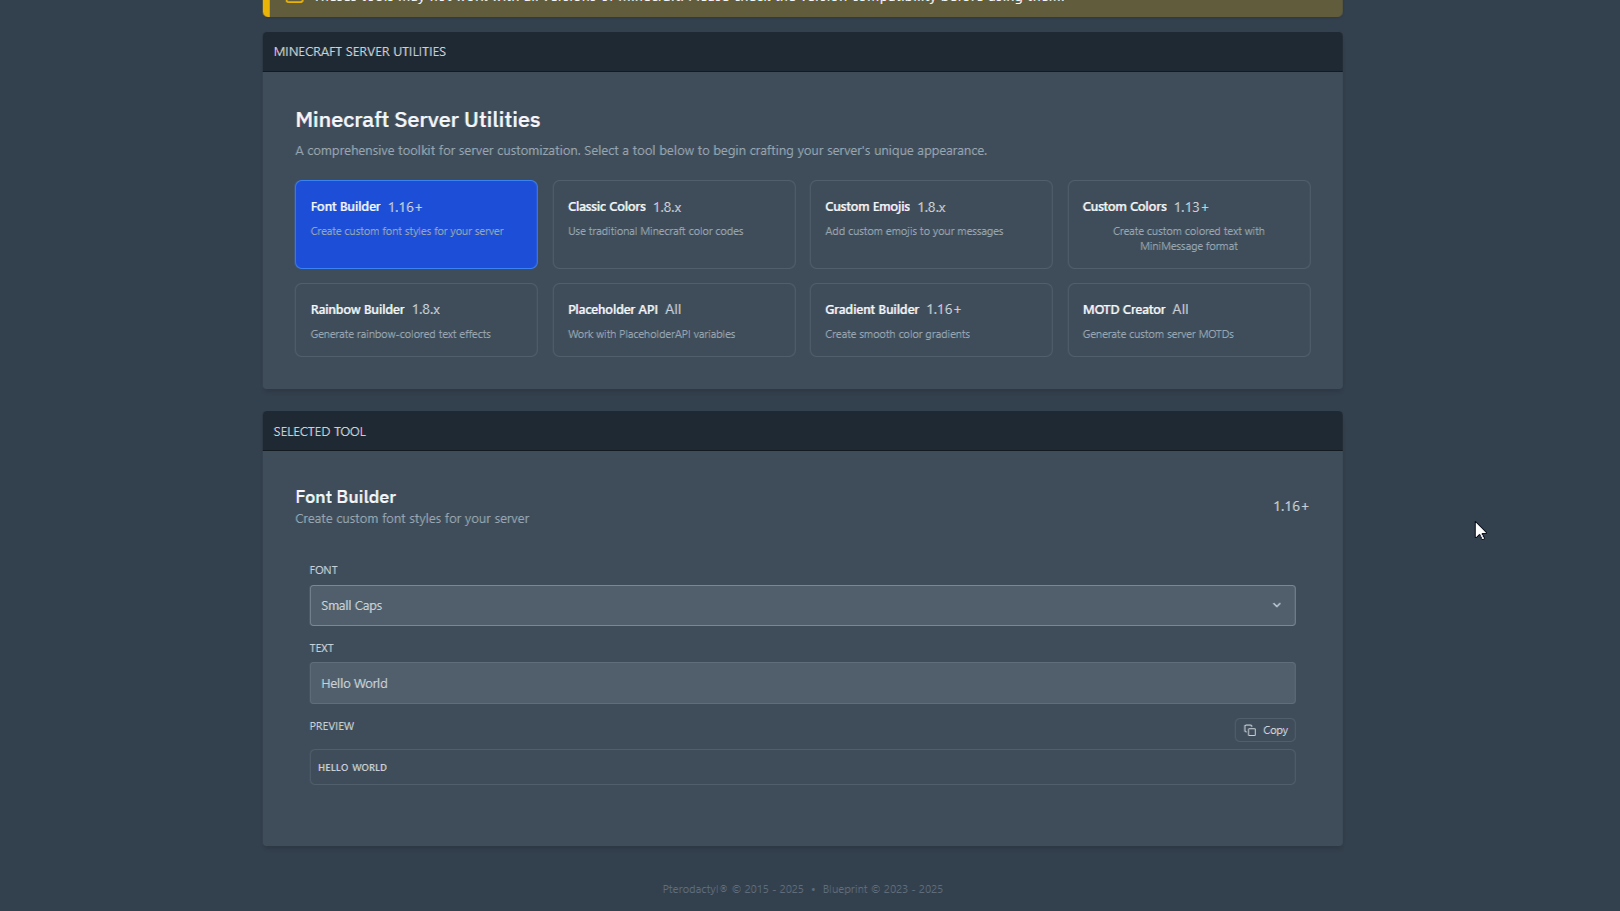 MINECRAFT SERVER UTILITIES
Minecraft Server Utilities
A comprehensive toolkit for server customization. Select a tool below to begin crafting your server's unique appearance.
Font Builder 1.16+
Create custom font styles for your server
Classic Colors 1.8.x
Use traditional Minecraft color codes
Custom Emojis 1.8.x
Add custom emojis to your messages
Custom Colors 1.13+
Create custom colored text with
MiniMessage format
Rainbow Builder 1.8.x
Generate rainbow-colored text effects
Placeholder API All
Work with PlaceholderAPI variables
Gradient Builder 1.16+
Create smooth color gradients
MOTD Creator All
Generate custom server MOTDs
SELECTED TOOL
Font Builder
Create custom font styles for your server
1.16+
FONT
Small Caps
TEXT
Hello World
PREVIEW
Copy
ʜᴇʟʟᴏ ᴡᴏʀʟᴅ
Pterodactyl® © 2015 - 2025 • Blueprint © 2023 - 2025